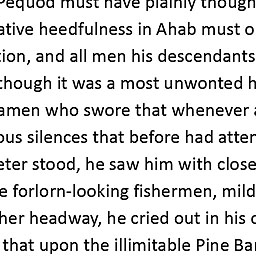 Pequod must have plainly though
ative heedfulness in Ahab must o
tion, and all men his descendants
though it was a most unwonted h
amen who swore that whenever a
ous silences that before had atter
eter stood, he saw him with close
e forlorn-looking fishermen, mild
her headway, he cried out in his
that upon the illimitable Pine Bar